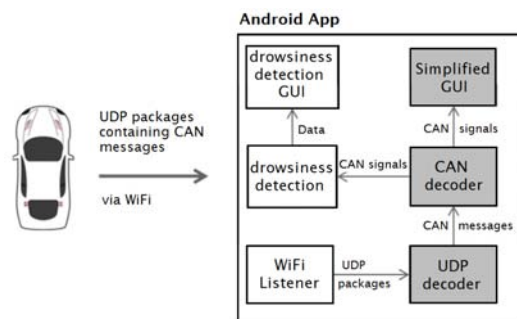 Android App
UDP packages
containing CAN
messages
via WiFi
drowsiness
detection
GUI
Simplified
GUI
Data
CAN signals
drowsiness
detection
CAN signals
CAN
decoder
CAN messages
WiFi
Listener
UDP
packages
UDP
decoder